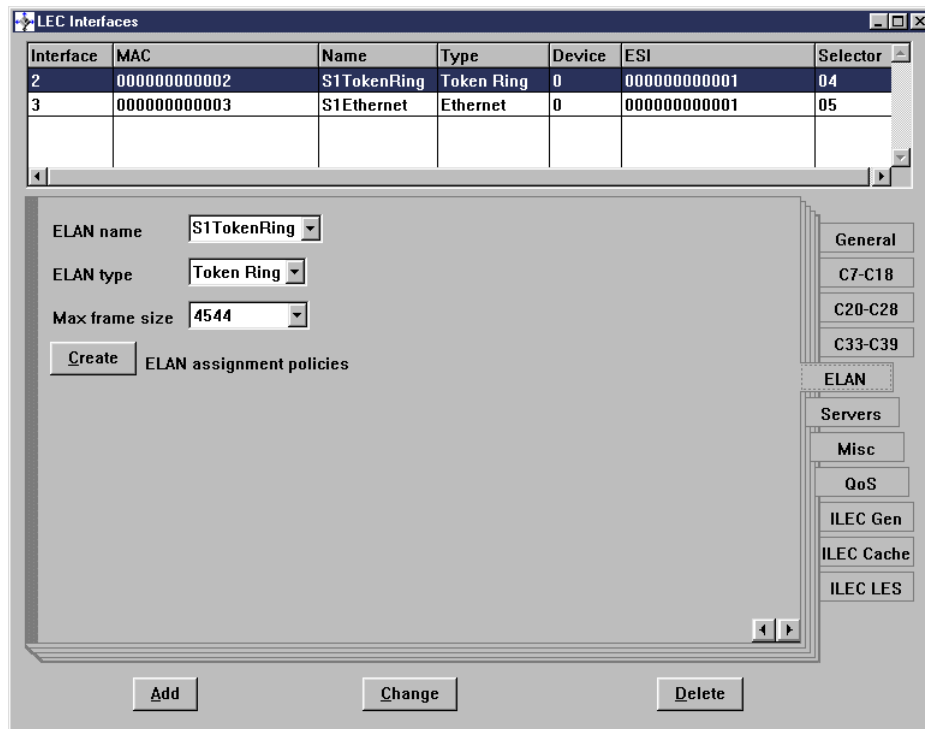 LEC Interfaces
Interface MAC Name Type Device ESI Selector
2 000000000002 S1TokenRing Token Ring 0 000000000001 04
3 000000000003 S1Ethernet Ethernet 0 000000000001 05
ELAN name S1TokenRing
ELAN type Token Ring
Max frame size 4544
Create ELAN assignment policies
General
C7-C18
C20-C28
C33-C39
ELAN
Servers
Misc
QoS
ILEC Gen
ILEC Cache
ILEC LES
Add Change Delete